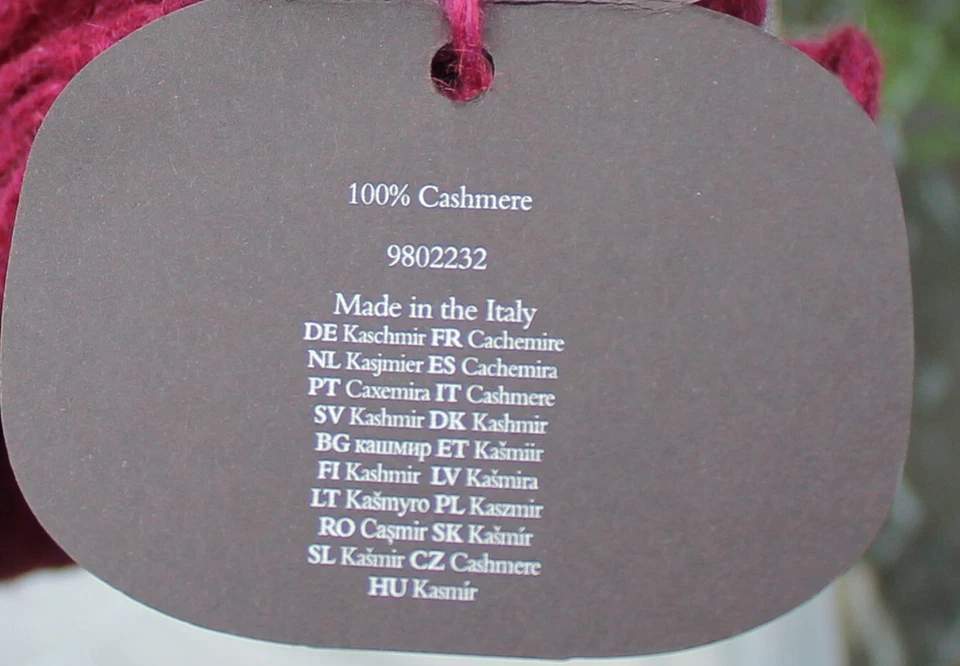 100% Cashmere
9802232
Made in the Italy
DE Kaschmir FR Cachemire
NL Kasjmier ES Cachemira
PT Caxemira IT Cashmere
SV Kashmir DK Kashmir
BG кашмир ET Kašmiir
FI Kashmir LV Kašmira
LT Kašmyro PL Kaszmir
RO Caşmir SK Kašmír
SL Kašmir CZ Cashmere
HU Kasmír